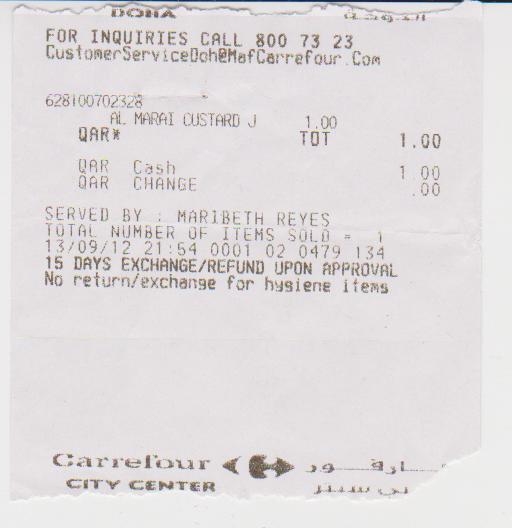 DOHA الدوحة
FOR INQUIRIES CALL 800 73 23
CustomerServiceDoh@MafCarrefour.Com
628100702328
AL MARAI CUSTARD J 1.00
QAR* TOT 1.00
QAR Cash 1.00
QAR CHANGE .00
SERVED BY : MARIBETH REYES
TOTAL NUMBER OF ITEMS SOLD = 1
13/09/12 21:54 0001 02 0479 134
15 DAYS EXCHANGE/REFUND UPON APPROVAL
No return/exchange for hygiene items
Carrefour
CITY CENTER